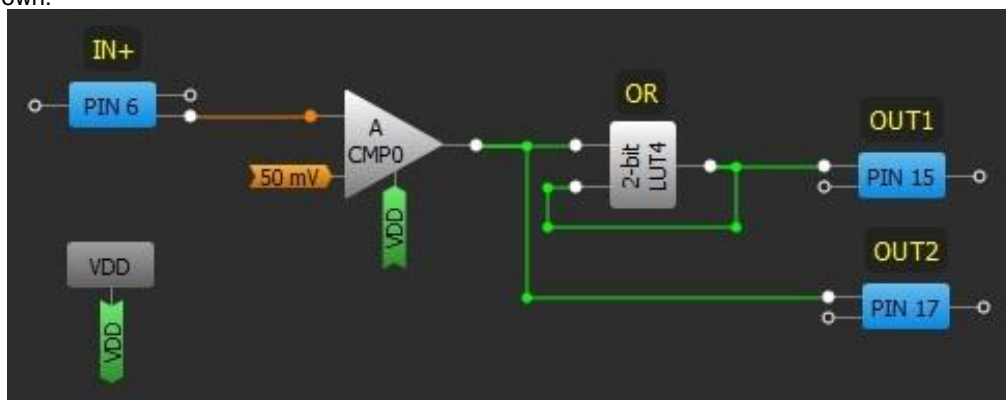 own.
IN+
PIN 6
A
CMP0
50 mV
VDD
OR
2-bit
LUT4
OUT1
PIN 15
OUT2
PIN 17
VDD
VDD